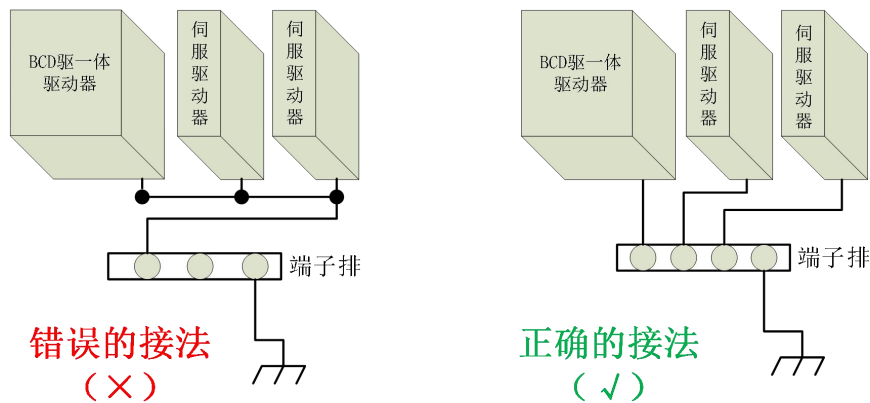 BCD驱一体
驱动器
伺服驱动器
伺服驱动器
端子排
错误的接法
（×）
BCD驱一体
驱动器
伺服驱动器
伺服驱动器
端子排
正确的接法
（√）